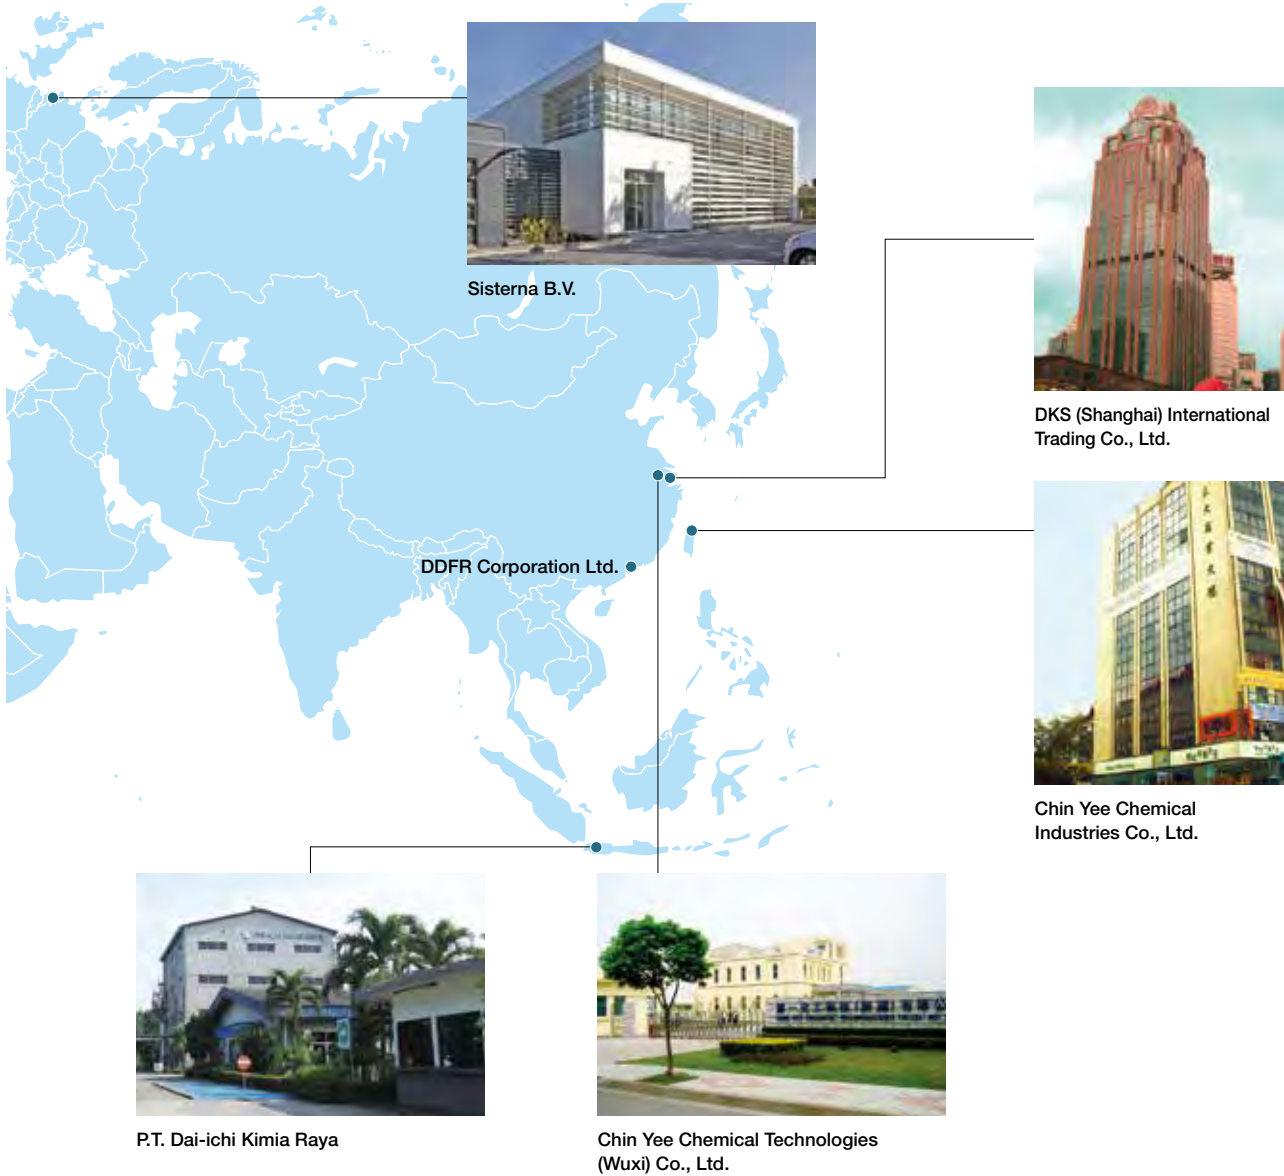 Sisterna B.V.
DKS (Shanghai) International
Trading Co., Ltd.
DDFR Corporation Ltd.
Chin Yee Chemical
Industries Co., Ltd.
P.T. Dai-ichi Kimia Raya
Chin Yee Chemical Technologies
(Wuxi) Co., Ltd.